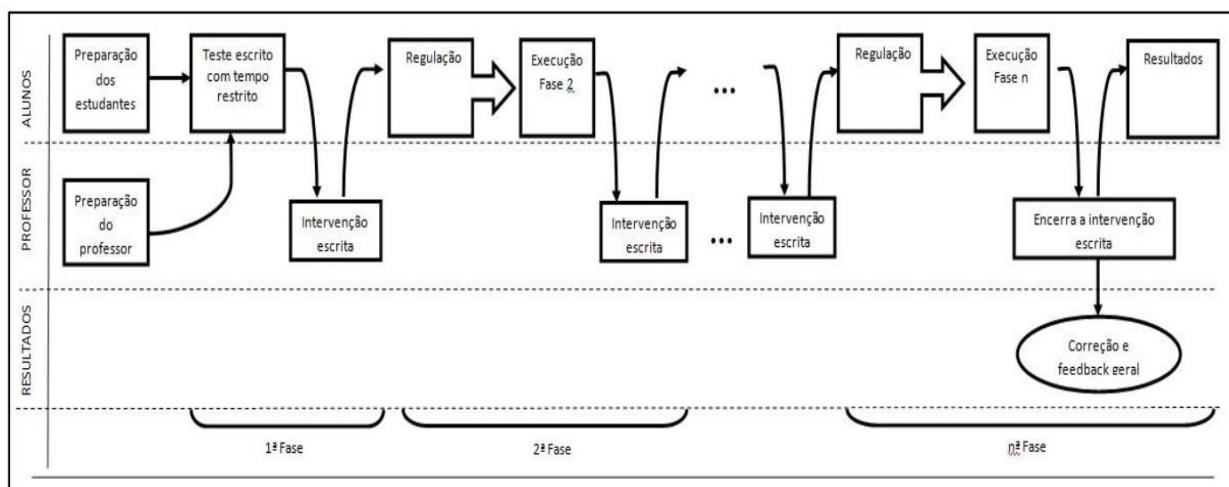 ALUNOS
Preparação
dos
estudantes
Teste escrito
com tempo
restrito
Regulação
Execução
Fase 2
...
Regulação
Execução
Fase n
Resultados
PROFESSOR
Preparação
do
professor
Intervenção
escrita
Intervenção
escrita
...
Intervenção
escrita
Encerra a intervenção
escrita
RESULTADOS
Correção e
feedback geral
1ª Fase
2ª Fase
nª Fase